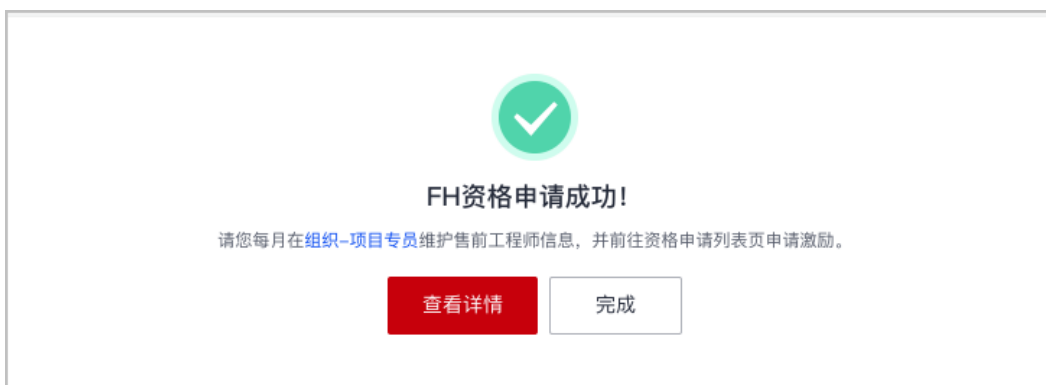 FH资格申请成功!
请您每月在组织-项目专员维护售前工程师信息，并前往资格申请列表页申请激励。
查看详情
完成